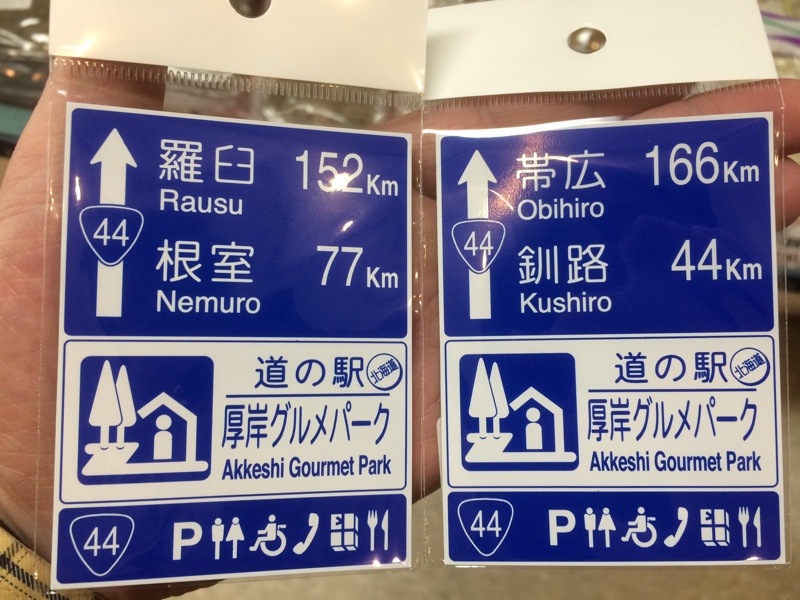 羅臼 152Km
Rausu
44
根室 77Km
Nemuro
道の駅 北海道
厚岸グルメパーク
Akkeshi Gourmet Park
44 P
帯広 166Km
Obihiro
44
釧路 44Km
Kushiro
道の駅 北海道
厚岸グルメパーク
Akkeshi Gourmet Park
44 P